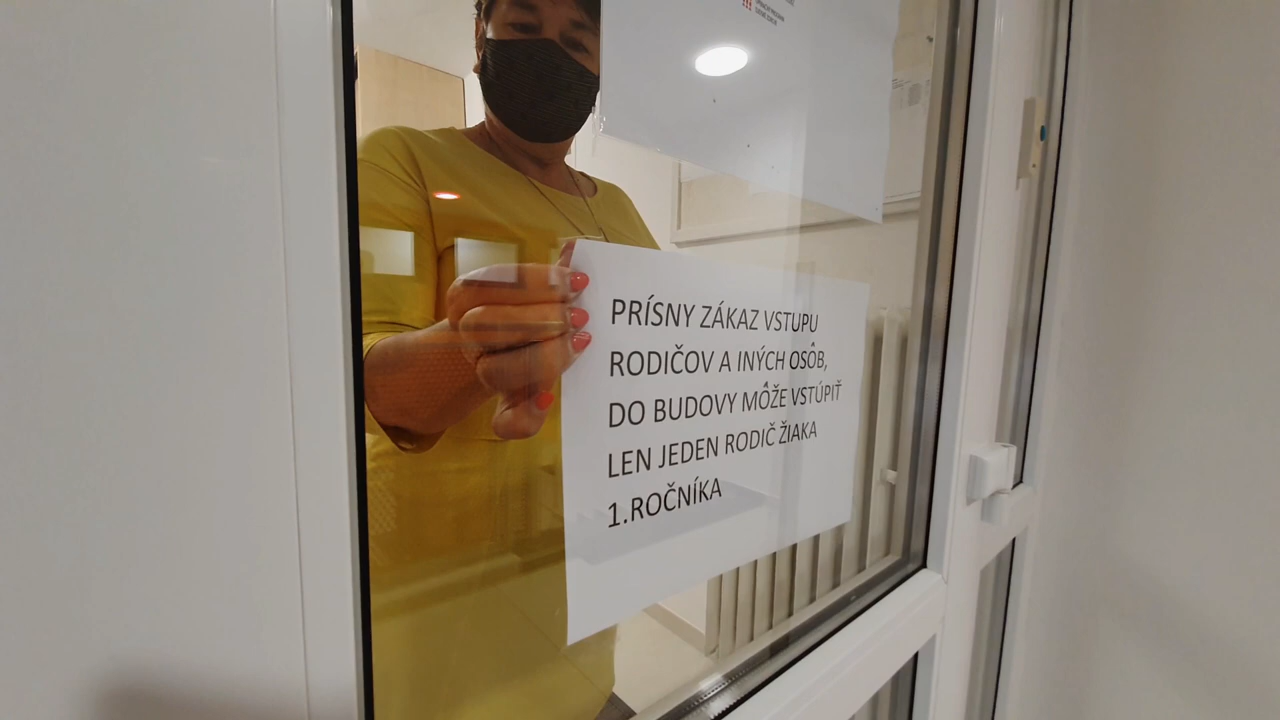 PRÍSNY ZÁKAZ VSTUPU
RODIČOV A INÝCH OSÔB,
DO BUDOVY MÔŽE VSTÚPIŤ
LEN JEDEN RODIČ ŽIAKA
1.ROČNÍKA